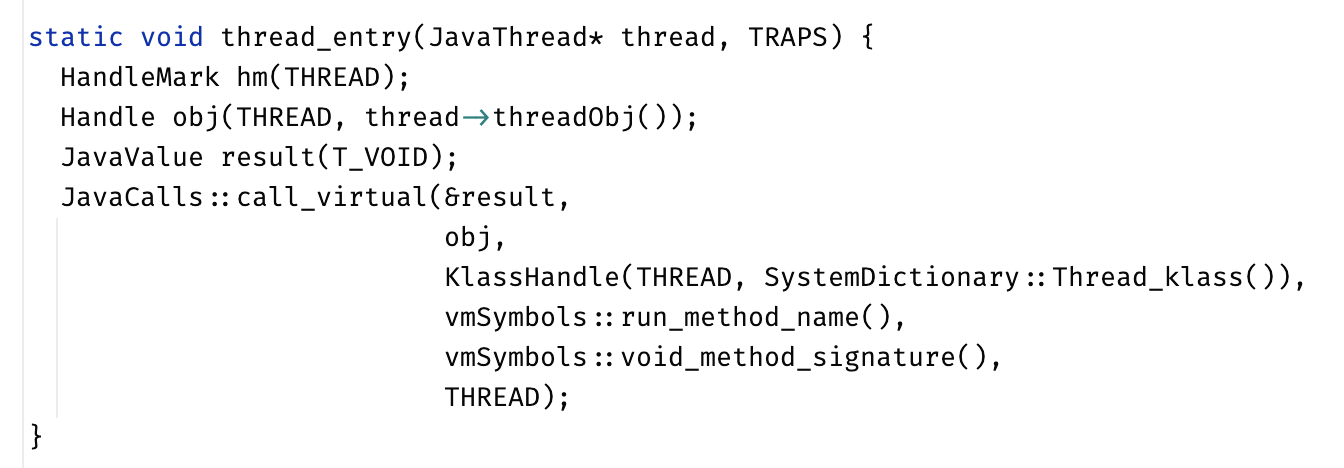 static void thread_entry(JavaThread* thread, TRAPS) {
  HandleMark hm(THREAD);
  Handle obj(THREAD, thread->threadObj());
  JavaValue result(T_VOID);
  JavaCalls::call_virtual(&result,
                          obj,
                          KlassHandle(THREAD, SystemDictionary::Thread_klass()),
                          vmSymbols::run_method_name(),
                          vmSymbols::void_method_signature(),
                          THREAD);
}